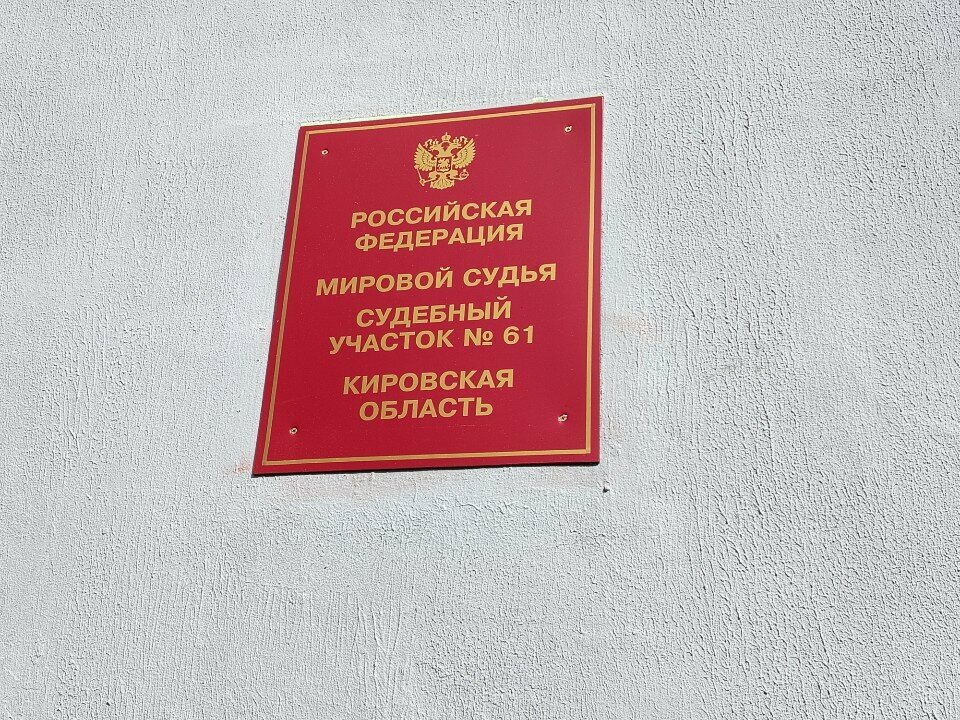 РОССИЙСКАЯ
ФЕДЕРАЦИЯ
МИРОВОЙ СУДЬЯ
СУДЕБНЫЙ
УЧАСТОК № 61
КИРОВСКАЯ
ОБЛАСТЬ